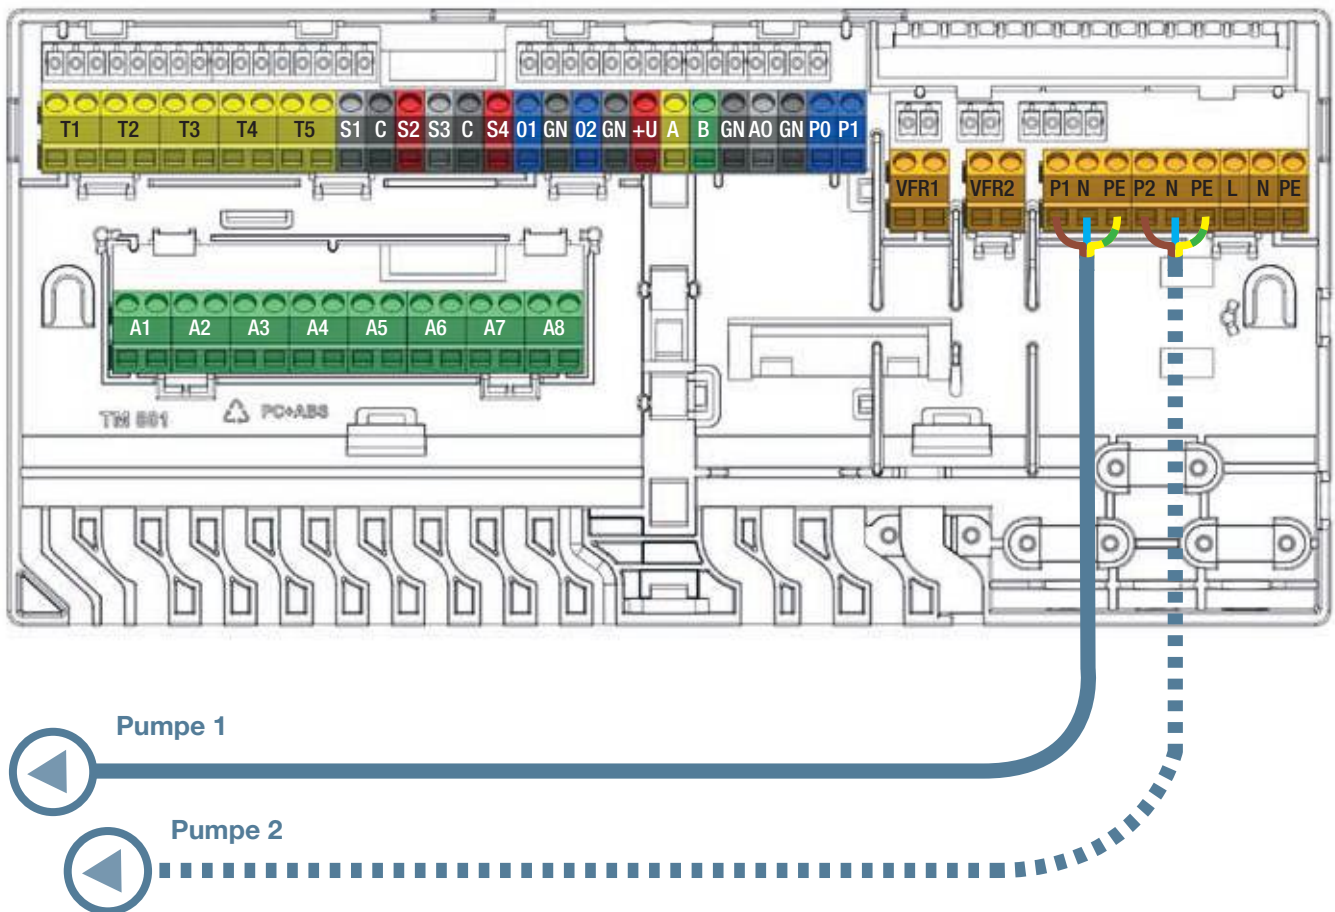 T1 T2 T3 T4 T5 S1 C S2 S3 C S4 01 GN 02 GN +U A B GN AO GN P0 P1
VFR1 VFR2 P1 N PE P2 N PE L N PE
A1 A2 A3 A4 A5 A6 A7 A8
TM 801 PC+ABS
Pumpe 1
Pumpe 2